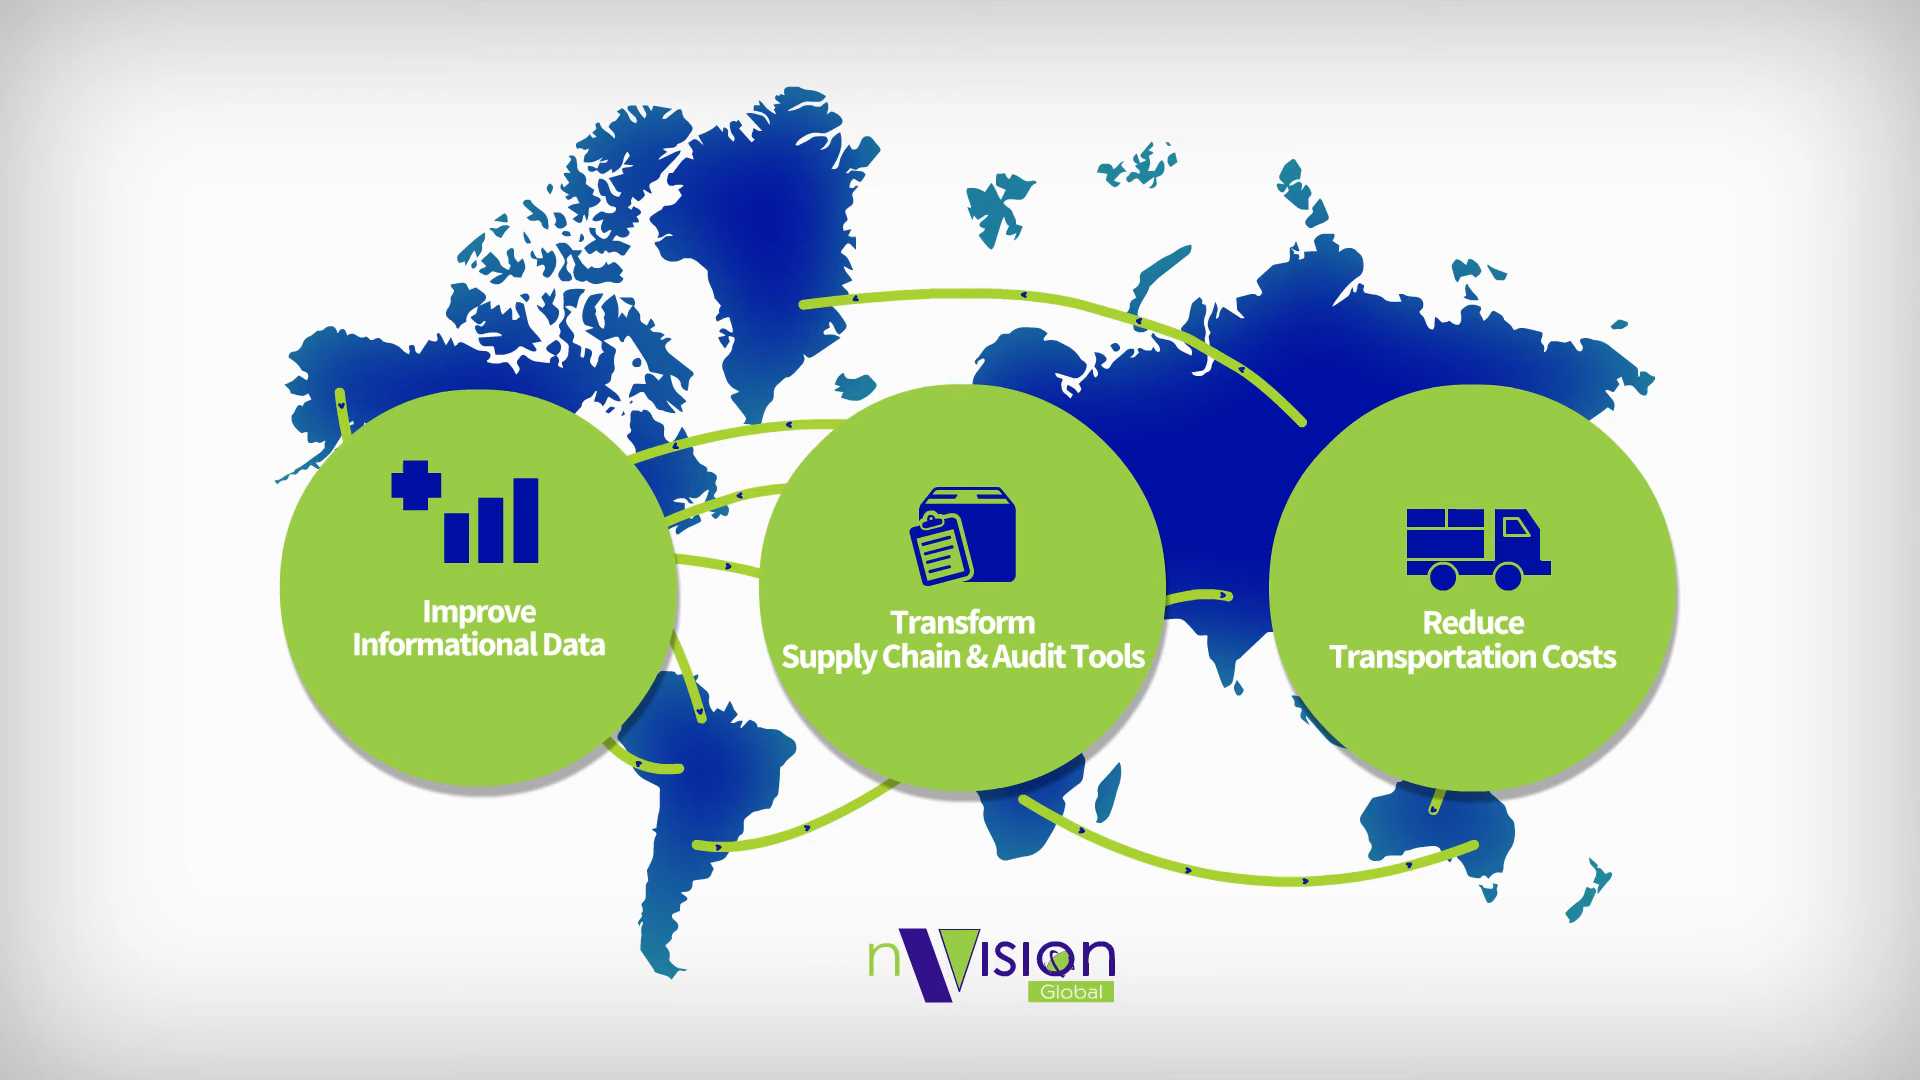 Improve
Informational Data
Transform
Supply Chain & Audit Tools
Reduce
Transportation Costs
nVision
Global